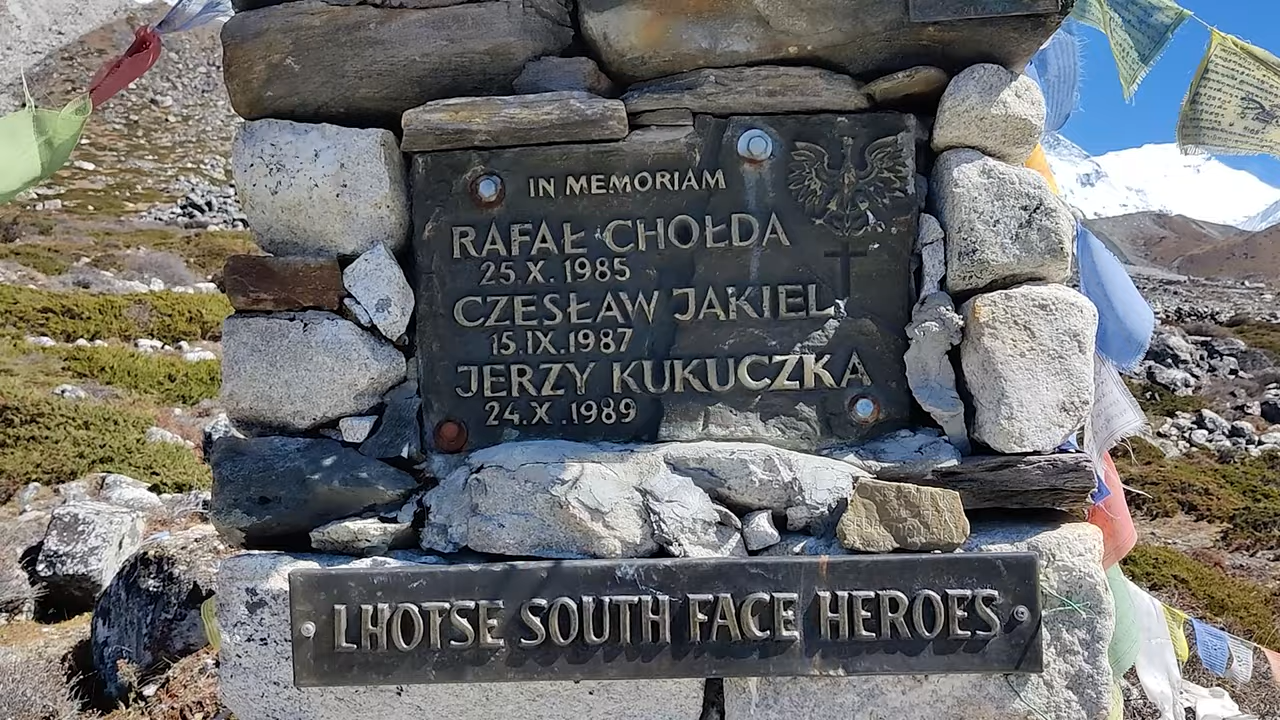 IN MEMORIAM
RAFAŁ CHOŁDA
25.X.1985
CZESŁAW JAKIEL
15.IX.1987
JERZY KUKUCZKA
24.X.1989
LHOTSE SOUTH FACE HEROES